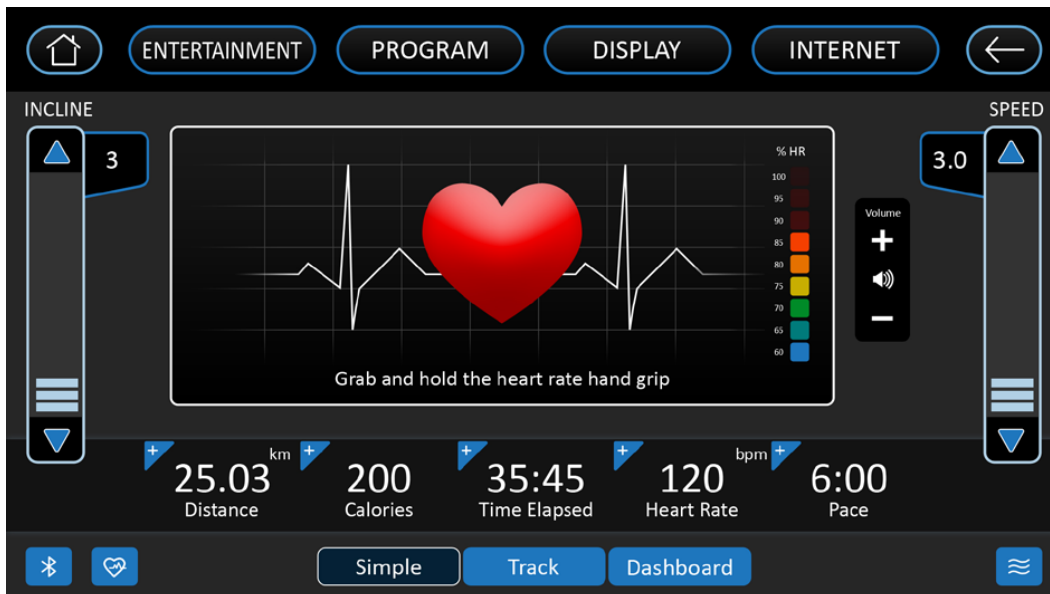 ENTERTAINMENT PROGRAM DISPLAY INTERNET
INCLINE SPEED
3 3.0
% HR
100
95
90
85
80
75
70
65
60
Volume
Grab and hold the heart rate hand grip
km bpm
25.03 200 35:45 120 6:00
Distance Calories Time Elapsed Heart Rate Pace
Simple Track Dashboard